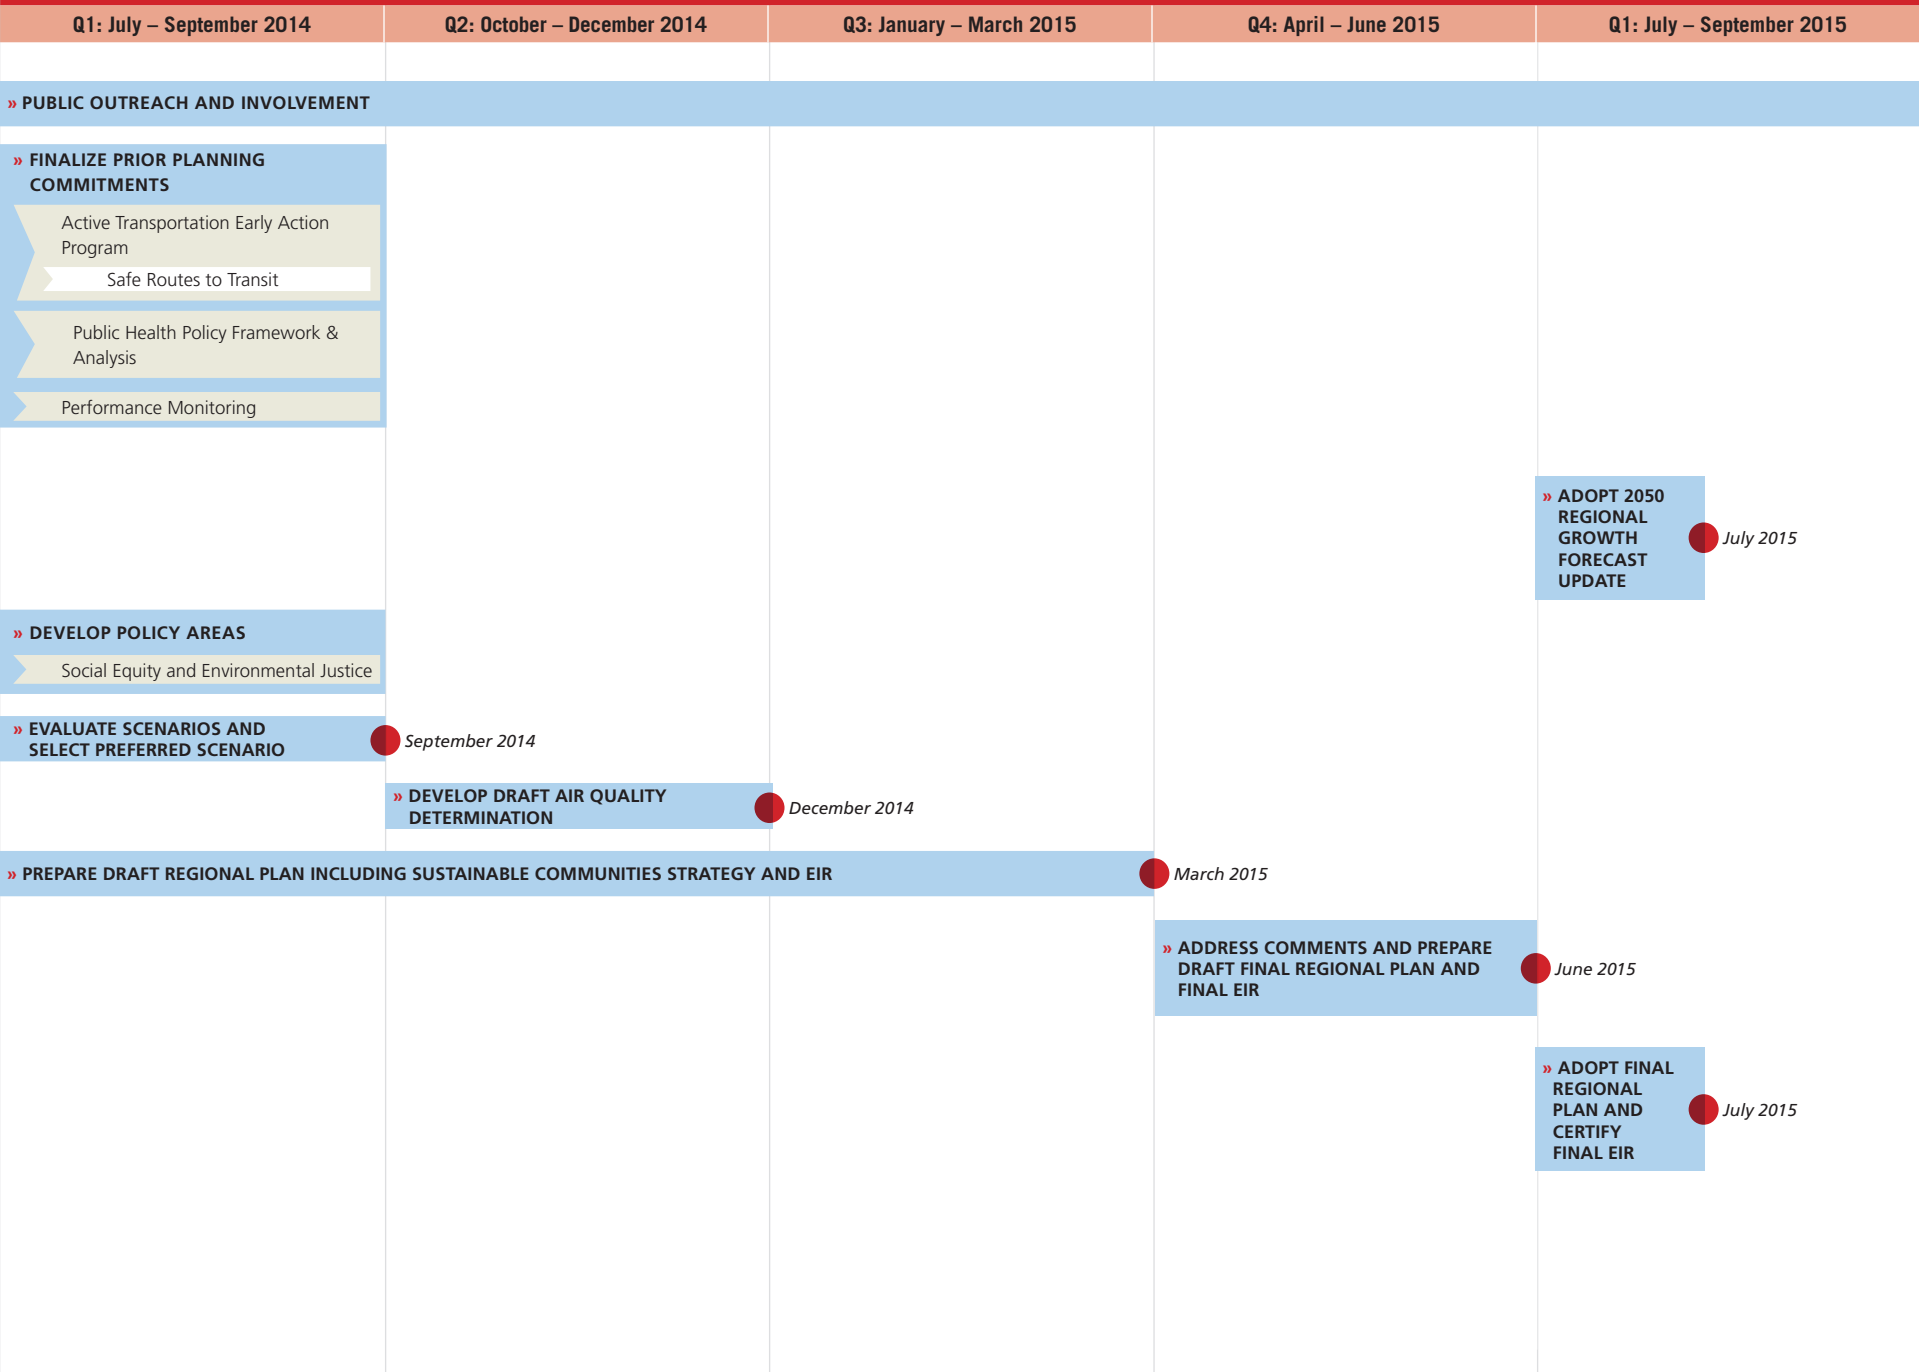 Q1: July – September 2014
Q2: October – December 2014
Q3: January – March 2015
Q4: April – June 2015
Q1: July – September 2015
» PUBLIC OUTREACH AND INVOLVEMENT
» FINALIZE PRIOR PLANNING
COMMITMENTS
Active Transportation Early Action
Program
Safe Routes to Transit
Public Health Policy Framework &
Analysis
Performance Monitoring
» ADOPT 2050
REGIONAL
GROWTH
FORECAST
UPDATE
July 2015
» DEVELOP POLICY AREAS
Social Equity and Environmental Justice
» EVALUATE SCENARIOS AND
SELECT PREFERRED SCENARIO
September 2014
» DEVELOP DRAFT AIR QUALITY
DETERMINATION
December 2014
» PREPARE DRAFT REGIONAL PLAN INCLUDING SUSTAINABLE COMMUNITIES STRATEGY AND EIR
March 2015
» ADDRESS COMMENTS AND PREPARE
DRAFT FINAL REGIONAL PLAN AND
FINAL EIR
June 2015
» ADOPT FINAL
REGIONAL
PLAN AND
CERTIFY
FINAL EIR
July 2015